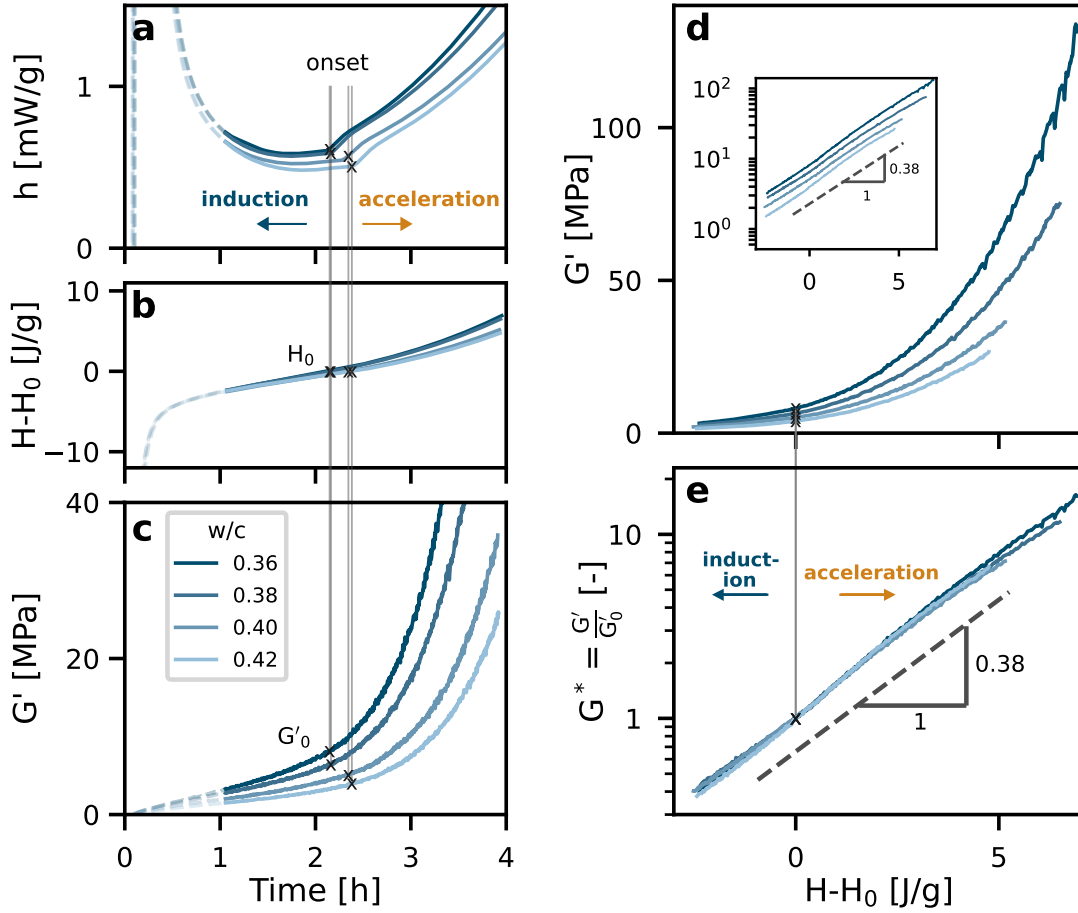 a
h [mW/g]
1
0
onset
induction
acceleration
b
H-H0 [J/g]
10
0
−10
H0
c
G' [MPa]
40
20
0
w/c
0.36
0.38
0.40
0.42
G′0
0 1 2 3 4
Time [h]
d
G' [MPa]
100
50
0
10²
10¹
10⁰
0.38
1
0 5
e
G* = G′/G′0 [-]
10
1
induct-
ion
acceleration
0.38
1
0 5
H-H0 [J/g]